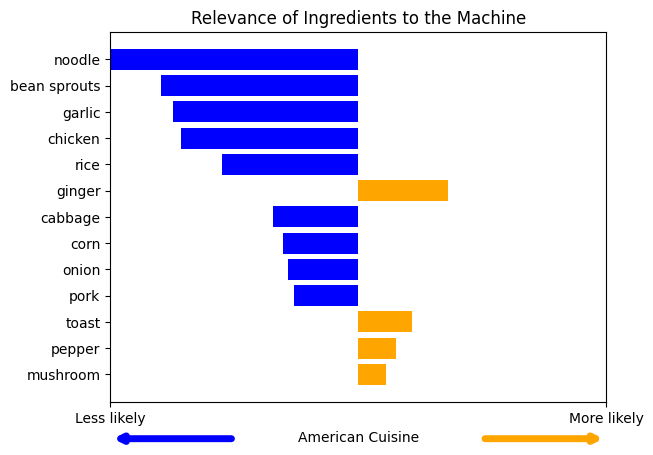 Relevance of Ingredients to the Machine
noodle
bean sprouts
garlic
chicken
rice
ginger
cabbage
corn
onion
pork
toast
pepper
mushroom
Less likely
More likely
American Cuisine